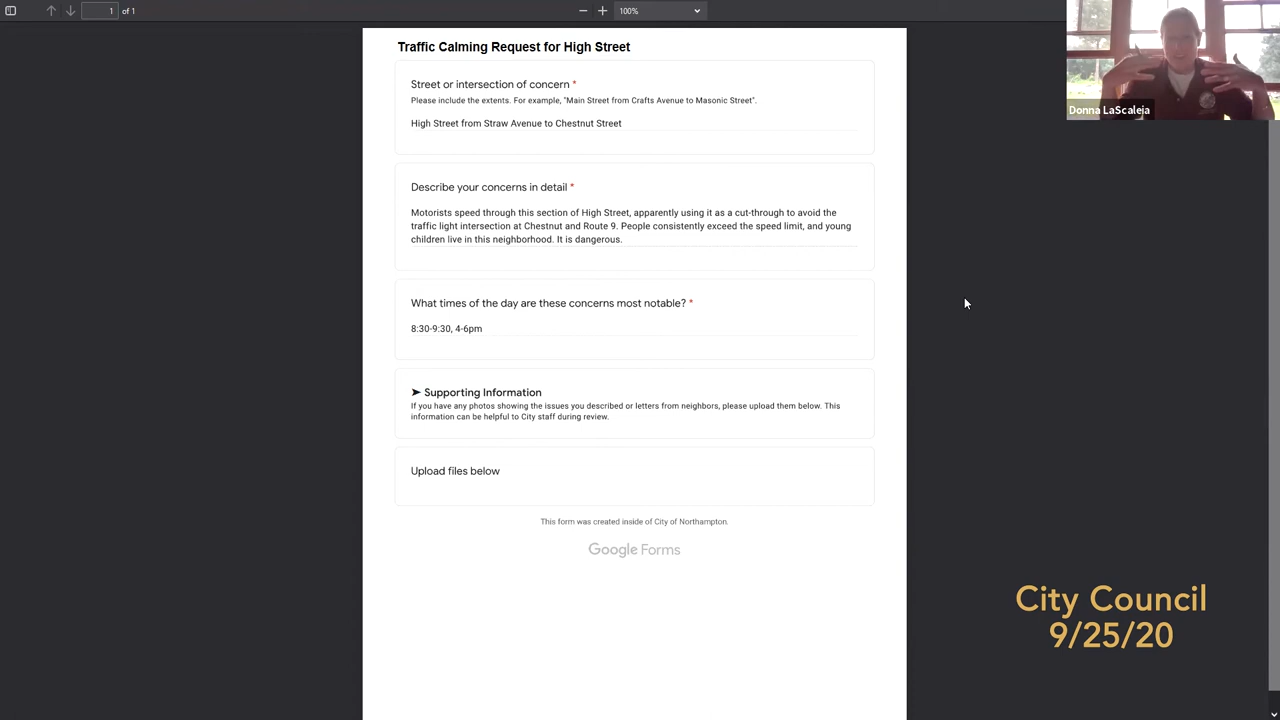 1 of 1
100%
Donna LaScaleia
Traffic Calming Request for High Street
Street or intersection of concern *
Please include the extents. For example, "Main Street from Crafts Avenue to Masonic Street".
High Street from Straw Avenue to Chestnut Street
Describe your concerns in detail *
Motorists speed through this section of High Street, apparently using it as a cut-through to avoid the
traffic light intersection at Chestnut and Route 9. People consistently exceed the speed limit, and young
children live in this neighborhood. It is dangerous.
What times of the day are these concerns most notable? *
8:30-9:30, 4-6pm
➤ Supporting Information
If you have any photos showing the issues you described or letters from neighbors, please upload them below. This
information can be helpful to City staff during review.
Upload files below
This form was created inside of City of Northampton.
Google Forms
City Council
9/25/20